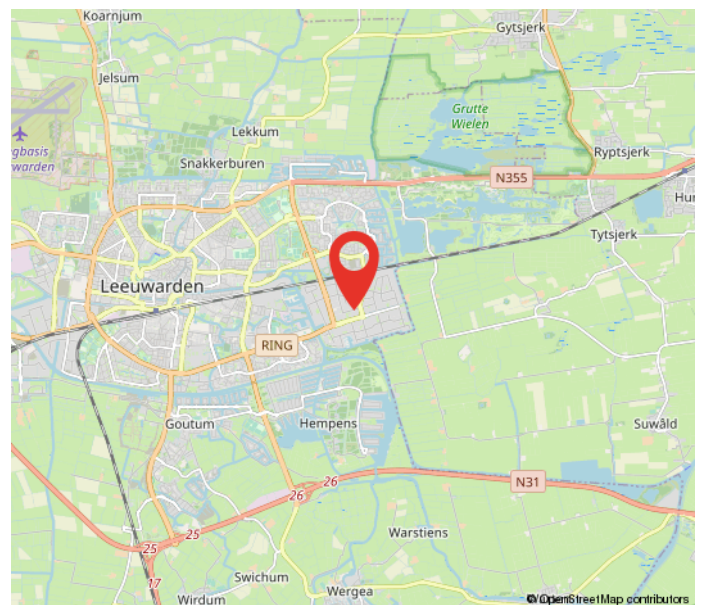 Koarnjum
Gytsjerk
Jelsum
Grutte
Wielen
Lekkum
Ryptsjerk
Snakkerburen
N355
Tytsjerk
Leeuwarden
RING
Goutum
Hempens
Suwâld
N31
26
26
25
25
Warstiens
17
Swichum
Wergea
Wirdum
OpenStreetMap contributors